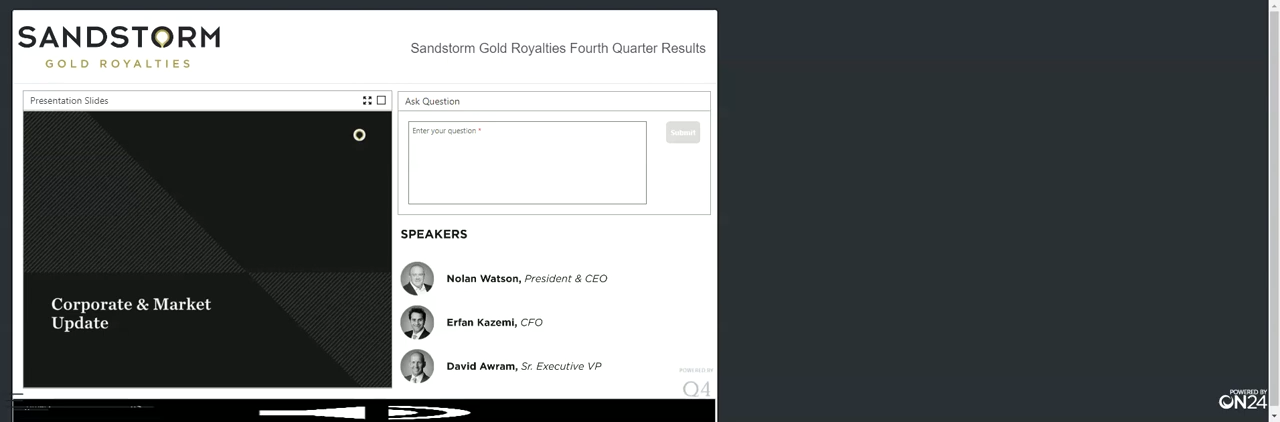 SANDSTORM
GOLD ROYALTIES
Sandstorm Gold Royalties Fourth Quarter Results
Presentation Slides
Ask Question
Enter your question *
Submit
Corporate & Market
Update
SPEAKERS
Nolan Watson, President & CEO
Erfan Kazemi, CFO
David Awram, Sr. Executive VP
POWERED BY
Q4
POWERED BY
ON24